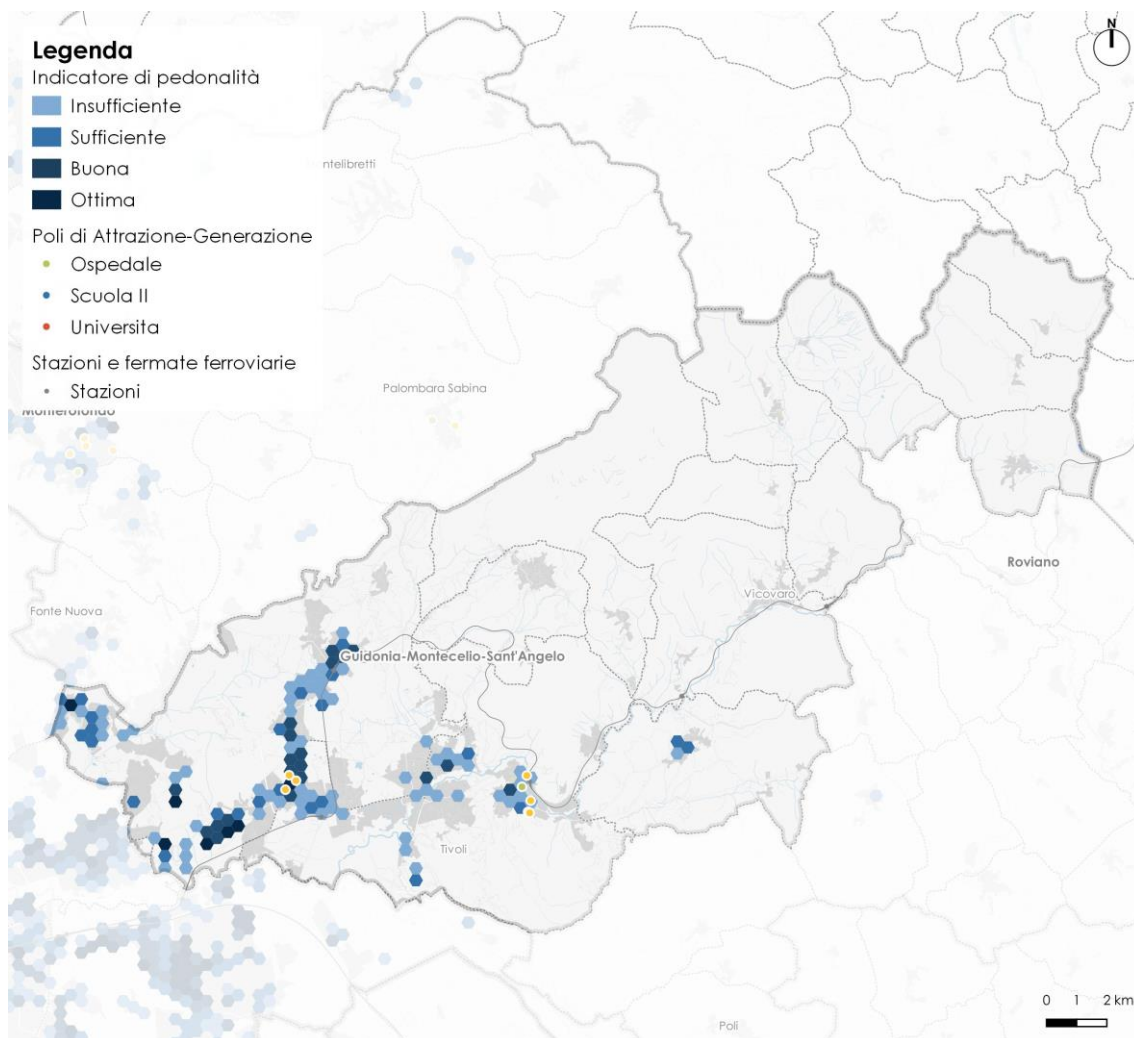 N
Legenda
Indicatore di pedonalità
Insufficiente
Sufficiente
Buona
Ottima
Poli di Attrazione-Generazione
Ospedale
Scuola II
Universita
Stazioni e fermate ferroviarie
Stazioni
ntelibretti
Palombara Sabina
Monterotondo
Roviano
Vicovaro
Fonte Nuova
Guidonia-Montecelio-Sant'Angelo
Tivoli
Poli
0 1 2 km